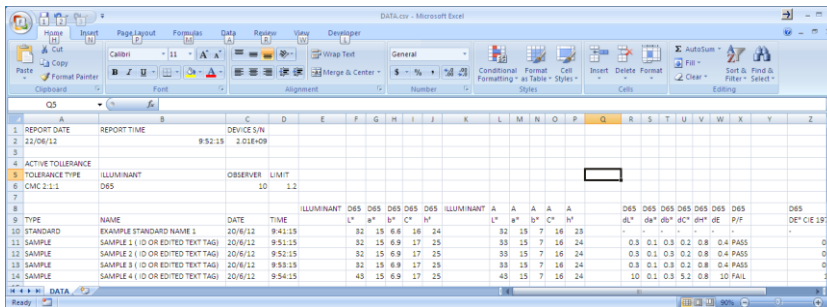 DATA.csv - Microsoft Excel
Home Insert Page Layout Formulas Data Review View Developer
H N P M A R W L
1 2 3
Cut
Copy
Paste
Format Painter
Clipboard
Calibri 11
B I U
Font
Wrap Text
Merge & Center
Alignment
General
$ % ,
Number
Conditional Formatting Format as Table Cell Styles
Styles
Insert Delete Format
Cells
AutoSum
Fill
Clear
Sort & Filter Find & Select
Editing
Q5 fx
A B C D E F G H I J K L M N O P Q R S T U V W X Y Z
1 REPORT DATE REPORT TIME DEVICE S/N
2 22/06/12 9:52:15 2.01E+09
3
4 ACTIVE TOLLERANCE
5 TOLERANCE TYPE ILLUMINANT OBSERVER LIMIT
6 CMC 2:1:1 D65 10 1.2
7
8 ILLUMINANT D65 D65 D65 D65 D65 ILLUMINANT A A A A A D65 D65 D65 D65 D65 D65 D65 D65
9 TYPE NAME DATE TIME L* a* b* C* h° L* a* b* C* h° dL* da* db* dC* dH* dE P/F DE* CIE 197
10 STANDARD EXAMPLE STANDARD NAME 1 20/6/12 9:41:15 32 15 6.6 16 24 32 15 7 16 23 - - - - - - - -
11 SAMPLE SAMPLE 1 ( ID OR EDITED TEXT TAG) 20/6/12 9:51:15 32 15 6.9 17 25 33 15 7 16 24 0.3 0.1 0.3 0.2 0.8 0.4 PASS 0
12 SAMPLE SAMPLE 2 ( ID OR EDITED TEXT TAG) 20/6/12 9:52:15 32 15 6.9 17 25 33 15 7 16 24 0.3 0.1 0.3 0.2 0.8 0.4 PASS 0
13 SAMPLE SAMPLE 3 ( ID OR EDITED TEXT TAG) 20/6/12 9:53:15 32 15 6.9 17 25 33 15 7 16 24 0.3 0.1 0.3 0.2 0.8 0.4 PASS 0
14 SAMPLE SAMPLE 4 ( ID OR EDITED TEXT TAG) 20/6/12 9:54:15 43 15 6.9 17 25 43 15 7 16 24 10 0.1 0.3 5.2 0.8 10 FAIL 1
DATA
Ready 90%